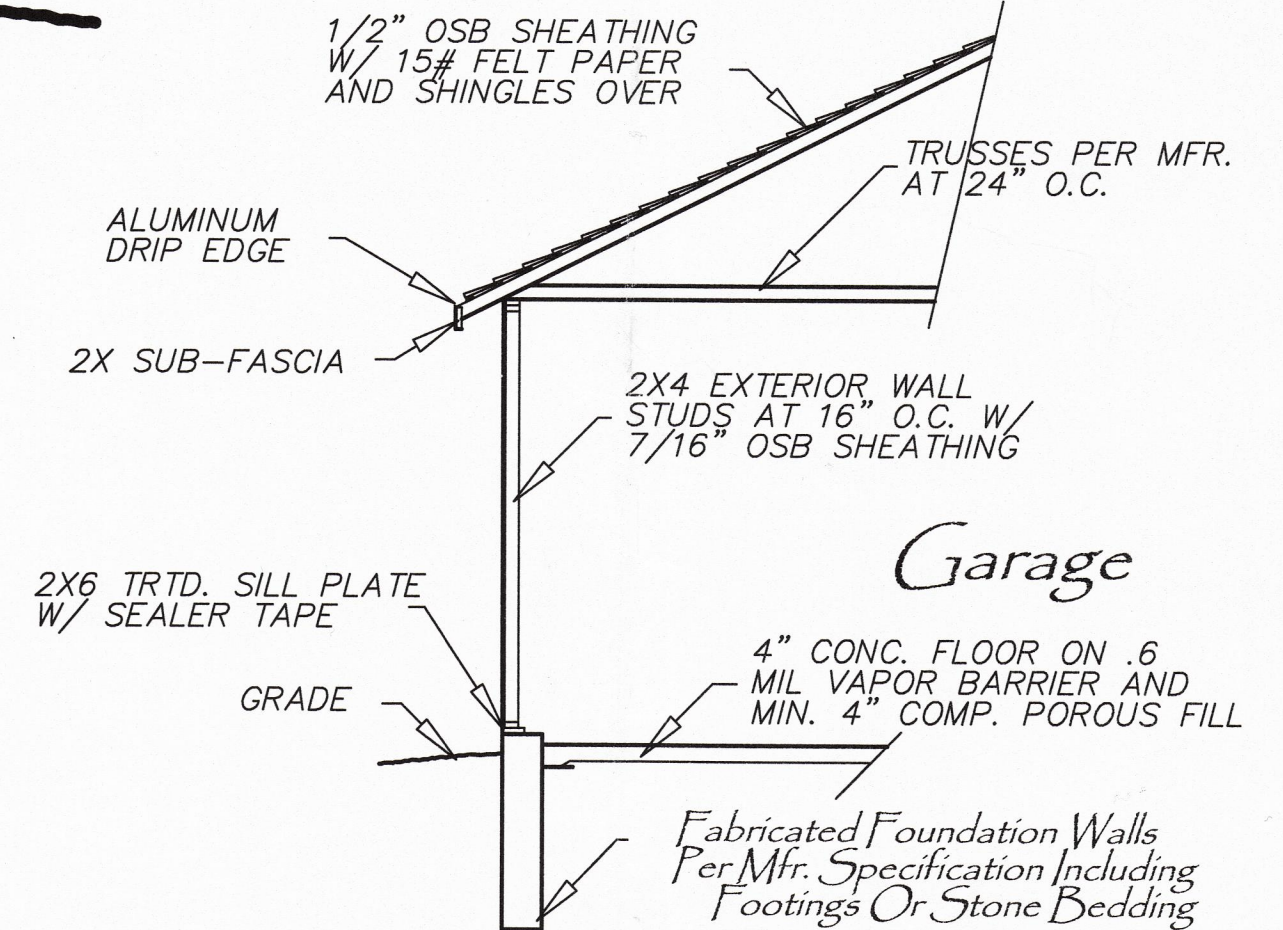 1/2” OSB SHEATHING
W/ 15# FELT PAPER
AND SHINGLES OVER
TRUSSES PER MFR.
AT 24” O.C.
ALUMINUM
DRIP EDGE
2X SUB–FASCIA
2X4 EXTERIOR WALL
STUDS AT 16” O.C. W/
7/16” OSB SHEATHING
Garage
2X6 TRTD. SILL PLATE
W/ SEALER TAPE
GRADE
4” CONC. FLOOR ON .6
MIL VAPOR BARRIER AND
MIN. 4” COMP. POROUS FILL
Fabricated Foundation Walls
Per Mfr. Specification Including
Footings Or Stone Bedding